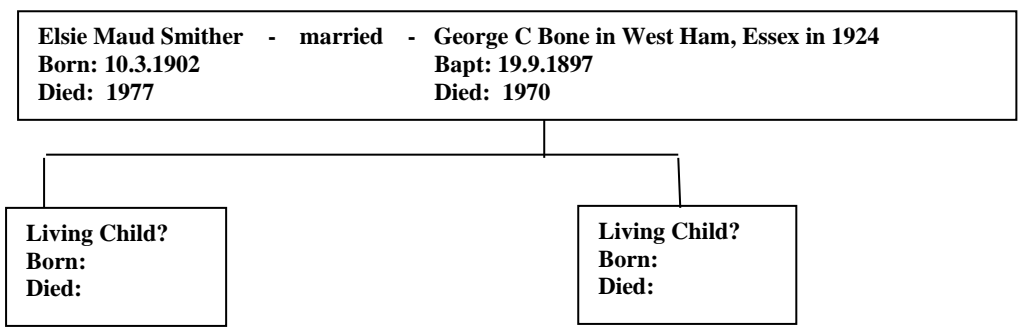 Elsie Maud Smither - married - George C Bone in West Ham, Essex in 1924
Born: 10.3.1902 Bapt: 19.9.1897
Died: 1977 Died: 1970
Living Child?
Born:
Died:
Living Child?
Born:
Died: